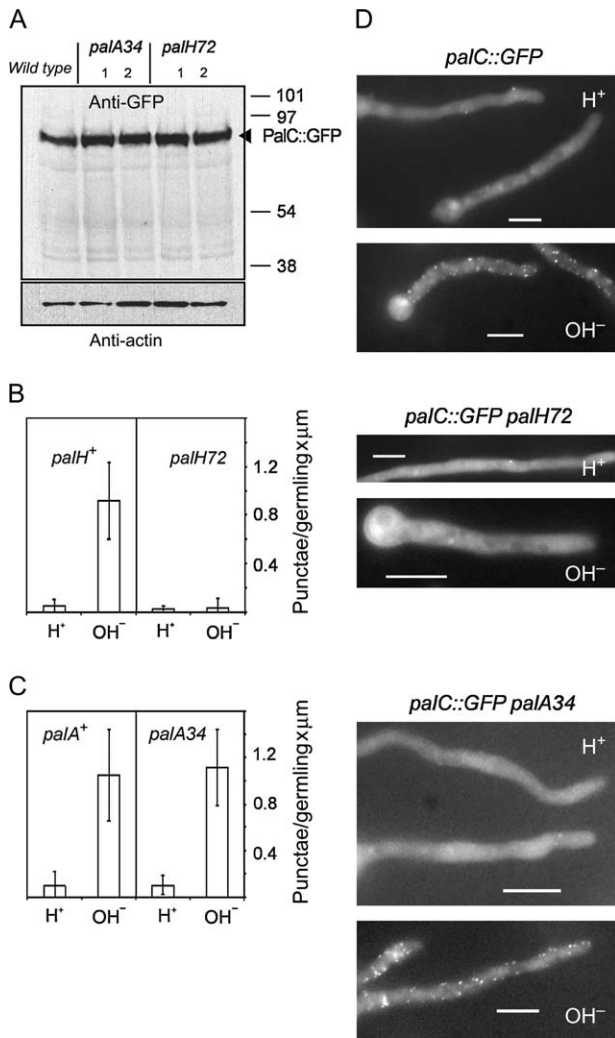 A
palA34 palH72
Wild type 1 2 1 2
Anti-GFP
101
97
PalC::GFP
54
38
Anti-actin
B
palH⁺ palH72
1.2
0.8
0.4
H⁺ OH⁻ H⁺ OH⁻
Punctae/germling×μm
C
palA⁺ palA34
1.2
0.8
0.4
H⁺ OH⁻ H⁺ OH⁻
Punctae/germling×μm
D
palC::GFP
H⁺
OH⁻
palC::GFP palH72
H⁺
OH⁻
palC::GFP palA34
H⁺
OH⁻